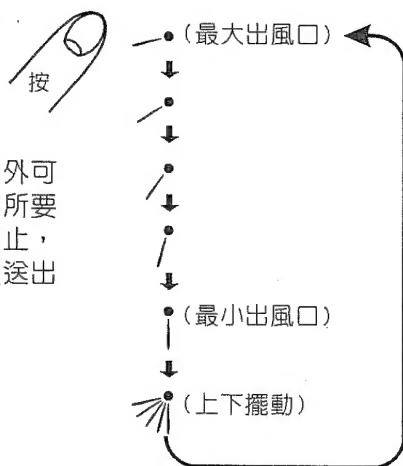 (最大出風口)
按
外可
所要
止，
送出
(最小出風口)
(上下擺動)